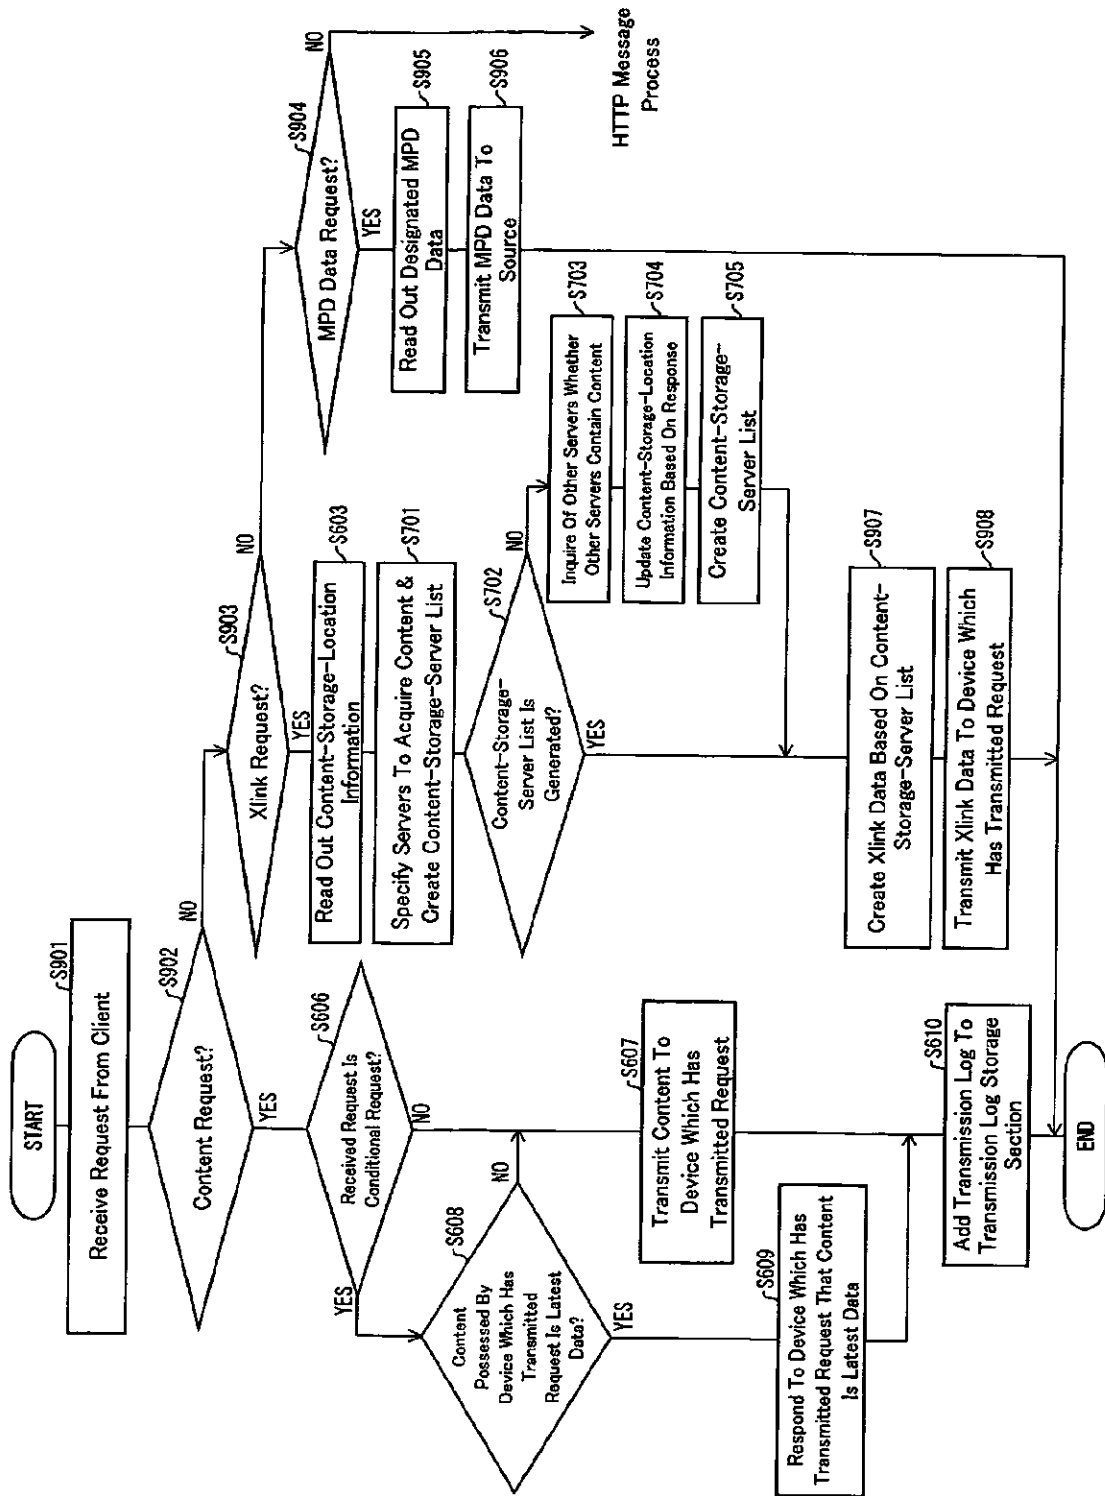 START
S901
Receive Request From Client
S902
Content Request?
NO
YES
S606
Received Request Is
Conditional Request?
YES
NO
S608
Content
Possessed By
Device Which Has
Transmitted
Request Is Latest
Data?
NO
YES
S607
Transmit Content To
Device Which Has
Transmitted Request
S609
Respond To Device Which Has
Transmitted Request That Content
Is Latest Data
S610
Add Transmission Log To
Transmission Log Storage
Section
END
S903
Xlink Request?
NO
YES
S603
Read Out Content-Storage-Location
Information
S701
Specify Servers To Acquire Content &
Create Content-Storage-Server List
S702
Content-Storage-
Server List Is
Generated?
NO
YES
S703
Inquire Of Other Servers Whether
Other Servers Contain Content
S704
Update Content-Storage-Location
Information Based On Response
S705
Create Content-Storage-
Server List
S907
Create Xlink Data Based On Content-
Storage-Server List
S908
Transmit Xlink Data To Device Which
Has Transmitted Request
S904
MPD Data Request?
NO
YES
S905
Read Out Designated MPD
Data
S906
Transmit MPD Data To
Source
HTTP Message
Process